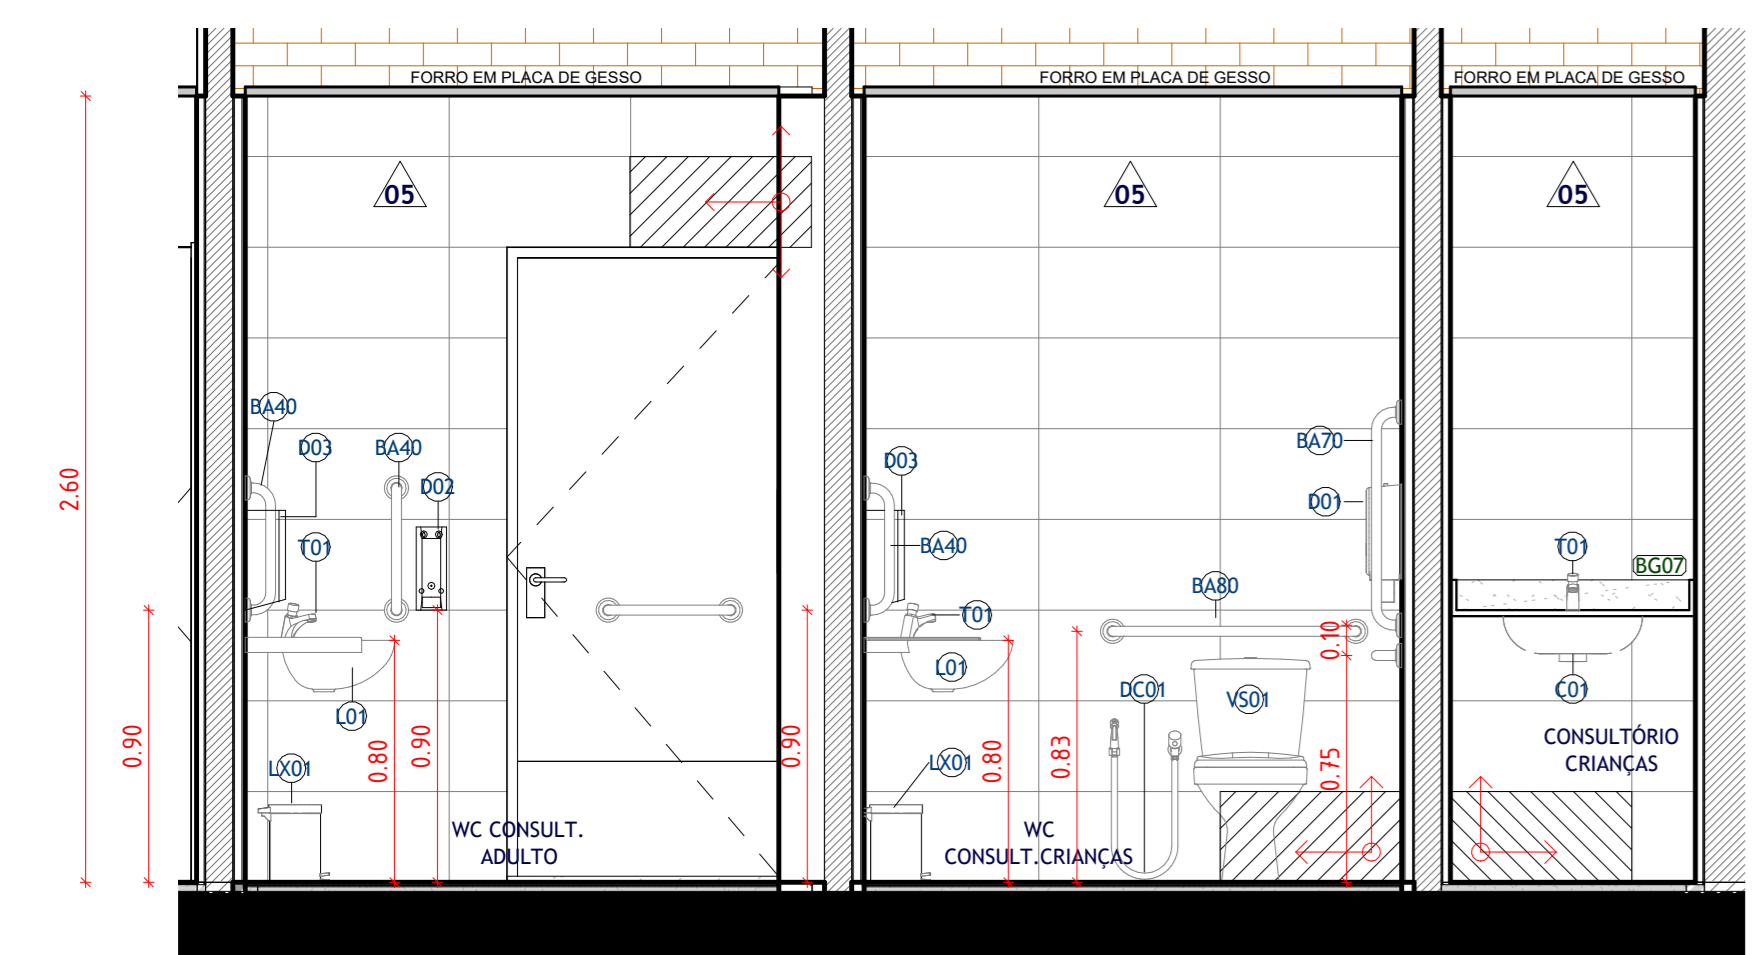 FORRO EM PLACA DE GESSO
FORRO EM PLACA DE GESSO
FORRO EM PLACA DE GESSO
05
05
05
BA40
D03
BA40
D02
T01
L01
LX01
2.60
0.90
0.80
0.90
0.90
WC CONSULT.
ADULTO
D03
BA40
T01
L01
LX01
BA70
D01
BA80
DC01
VS01
0.80
0.83
0.10
0.75
WC
CONSULT.CRIANÇAS
T01
BG07
C01
CONSULTÓRIO
CRIANÇAS